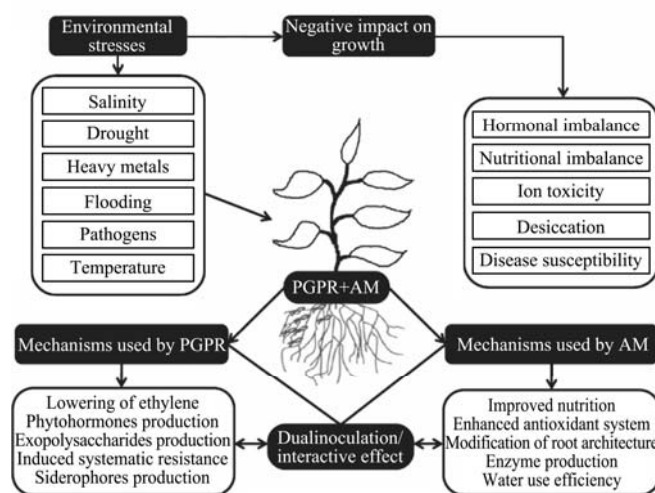 Environmental
stresses
Negative impact on
growth
Salinity
Drought
Heavy metals
Flooding
Pathogens
Temperature
Hormonal imbalance
Nutritional imbalance
Ion toxicity
Desiccation
Disease susceptibility
PGPR+AM
Mechanisms used by PGPR
Mechanisms used by AM
Lowering of ethylene
Phytohormones production
Exopolysaccharides production
Induced systematic resistance
Siderophores production
Dualinoculation/
interactive effect
Improved nutrition
Enhanced antioxidant system
Modification of root architecture
Enzyme production
Water use efficiency